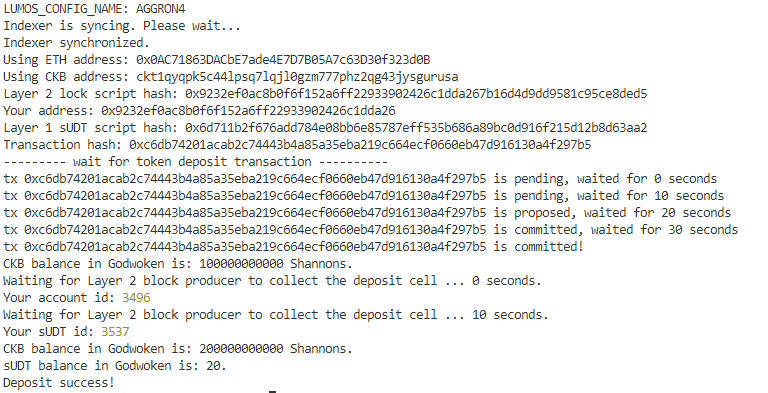 LUMOS_CONFIG_NAME: AGGRON4
Indexer is syncing. Please wait...
Indexer synchronized.
Using ETH address: 0x0AC71863DACbE7ade4E7D7B05A7c63D30f323d0B
Using CKB address: ckt1qyqpk5c44lpsq7lqjl0gzm777phz2qg43jysgurusa
Layer 2 lock script hash: 0x9232ef0ac8b0f6f152a6ff22933902426c1dda267b16d4d9dd9581c95ce8ded5
Your address: 0x9232ef0ac8b0f6f152a6ff22933902426c1dda26
Layer 1 sUDT script hash: 0x6d711b2f676add784e08bb6e85787eff535b686a89bc0d916f215d12b8d63aa2
Transaction hash: 0xc6db74201acab2c74443b4a85a35eba219c664ecf0660eb47d916130a4f297b5
--------- wait for token deposit transaction ----------
tx 0xc6db74201acab2c74443b4a85a35eba219c664ecf0660eb47d916130a4f297b5 is pending, waited for 0 seconds
tx 0xc6db74201acab2c74443b4a85a35eba219c664ecf0660eb47d916130a4f297b5 is pending, waited for 10 seconds
tx 0xc6db74201acab2c74443b4a85a35eba219c664ecf0660eb47d916130a4f297b5 is proposed, waited for 20 seconds
tx 0xc6db74201acab2c74443b4a85a35eba219c664ecf0660eb47d916130a4f297b5 is committed, waited for 30 seconds
tx 0xc6db74201acab2c74443b4a85a35eba219c664ecf0660eb47d916130a4f297b5 is committed!
CKB balance in Godwoken is: 100000000000 Shannons.
Waiting for Layer 2 block producer to collect the deposit cell ... 0 seconds.
Your account id: 3496
Waiting for Layer 2 block producer to collect the deposit cell ... 10 seconds.
Your sUDT id: 3537
CKB balance in Godwoken is: 200000000000 Shannons.
sUDT balance in Godwoken is: 20.
Deposit success!